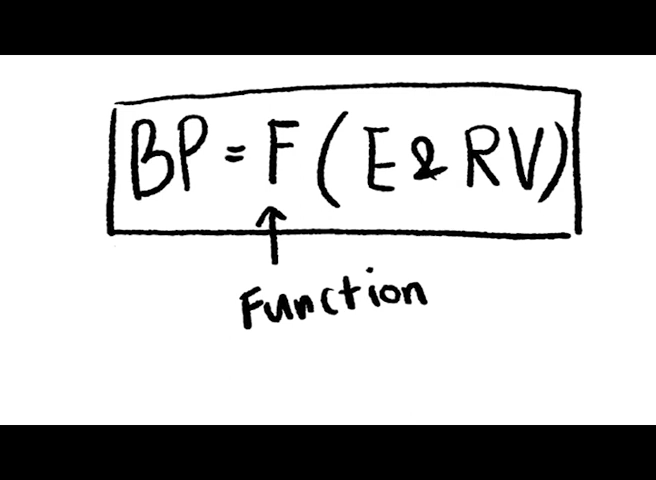 BP = F (E & RV)
Function